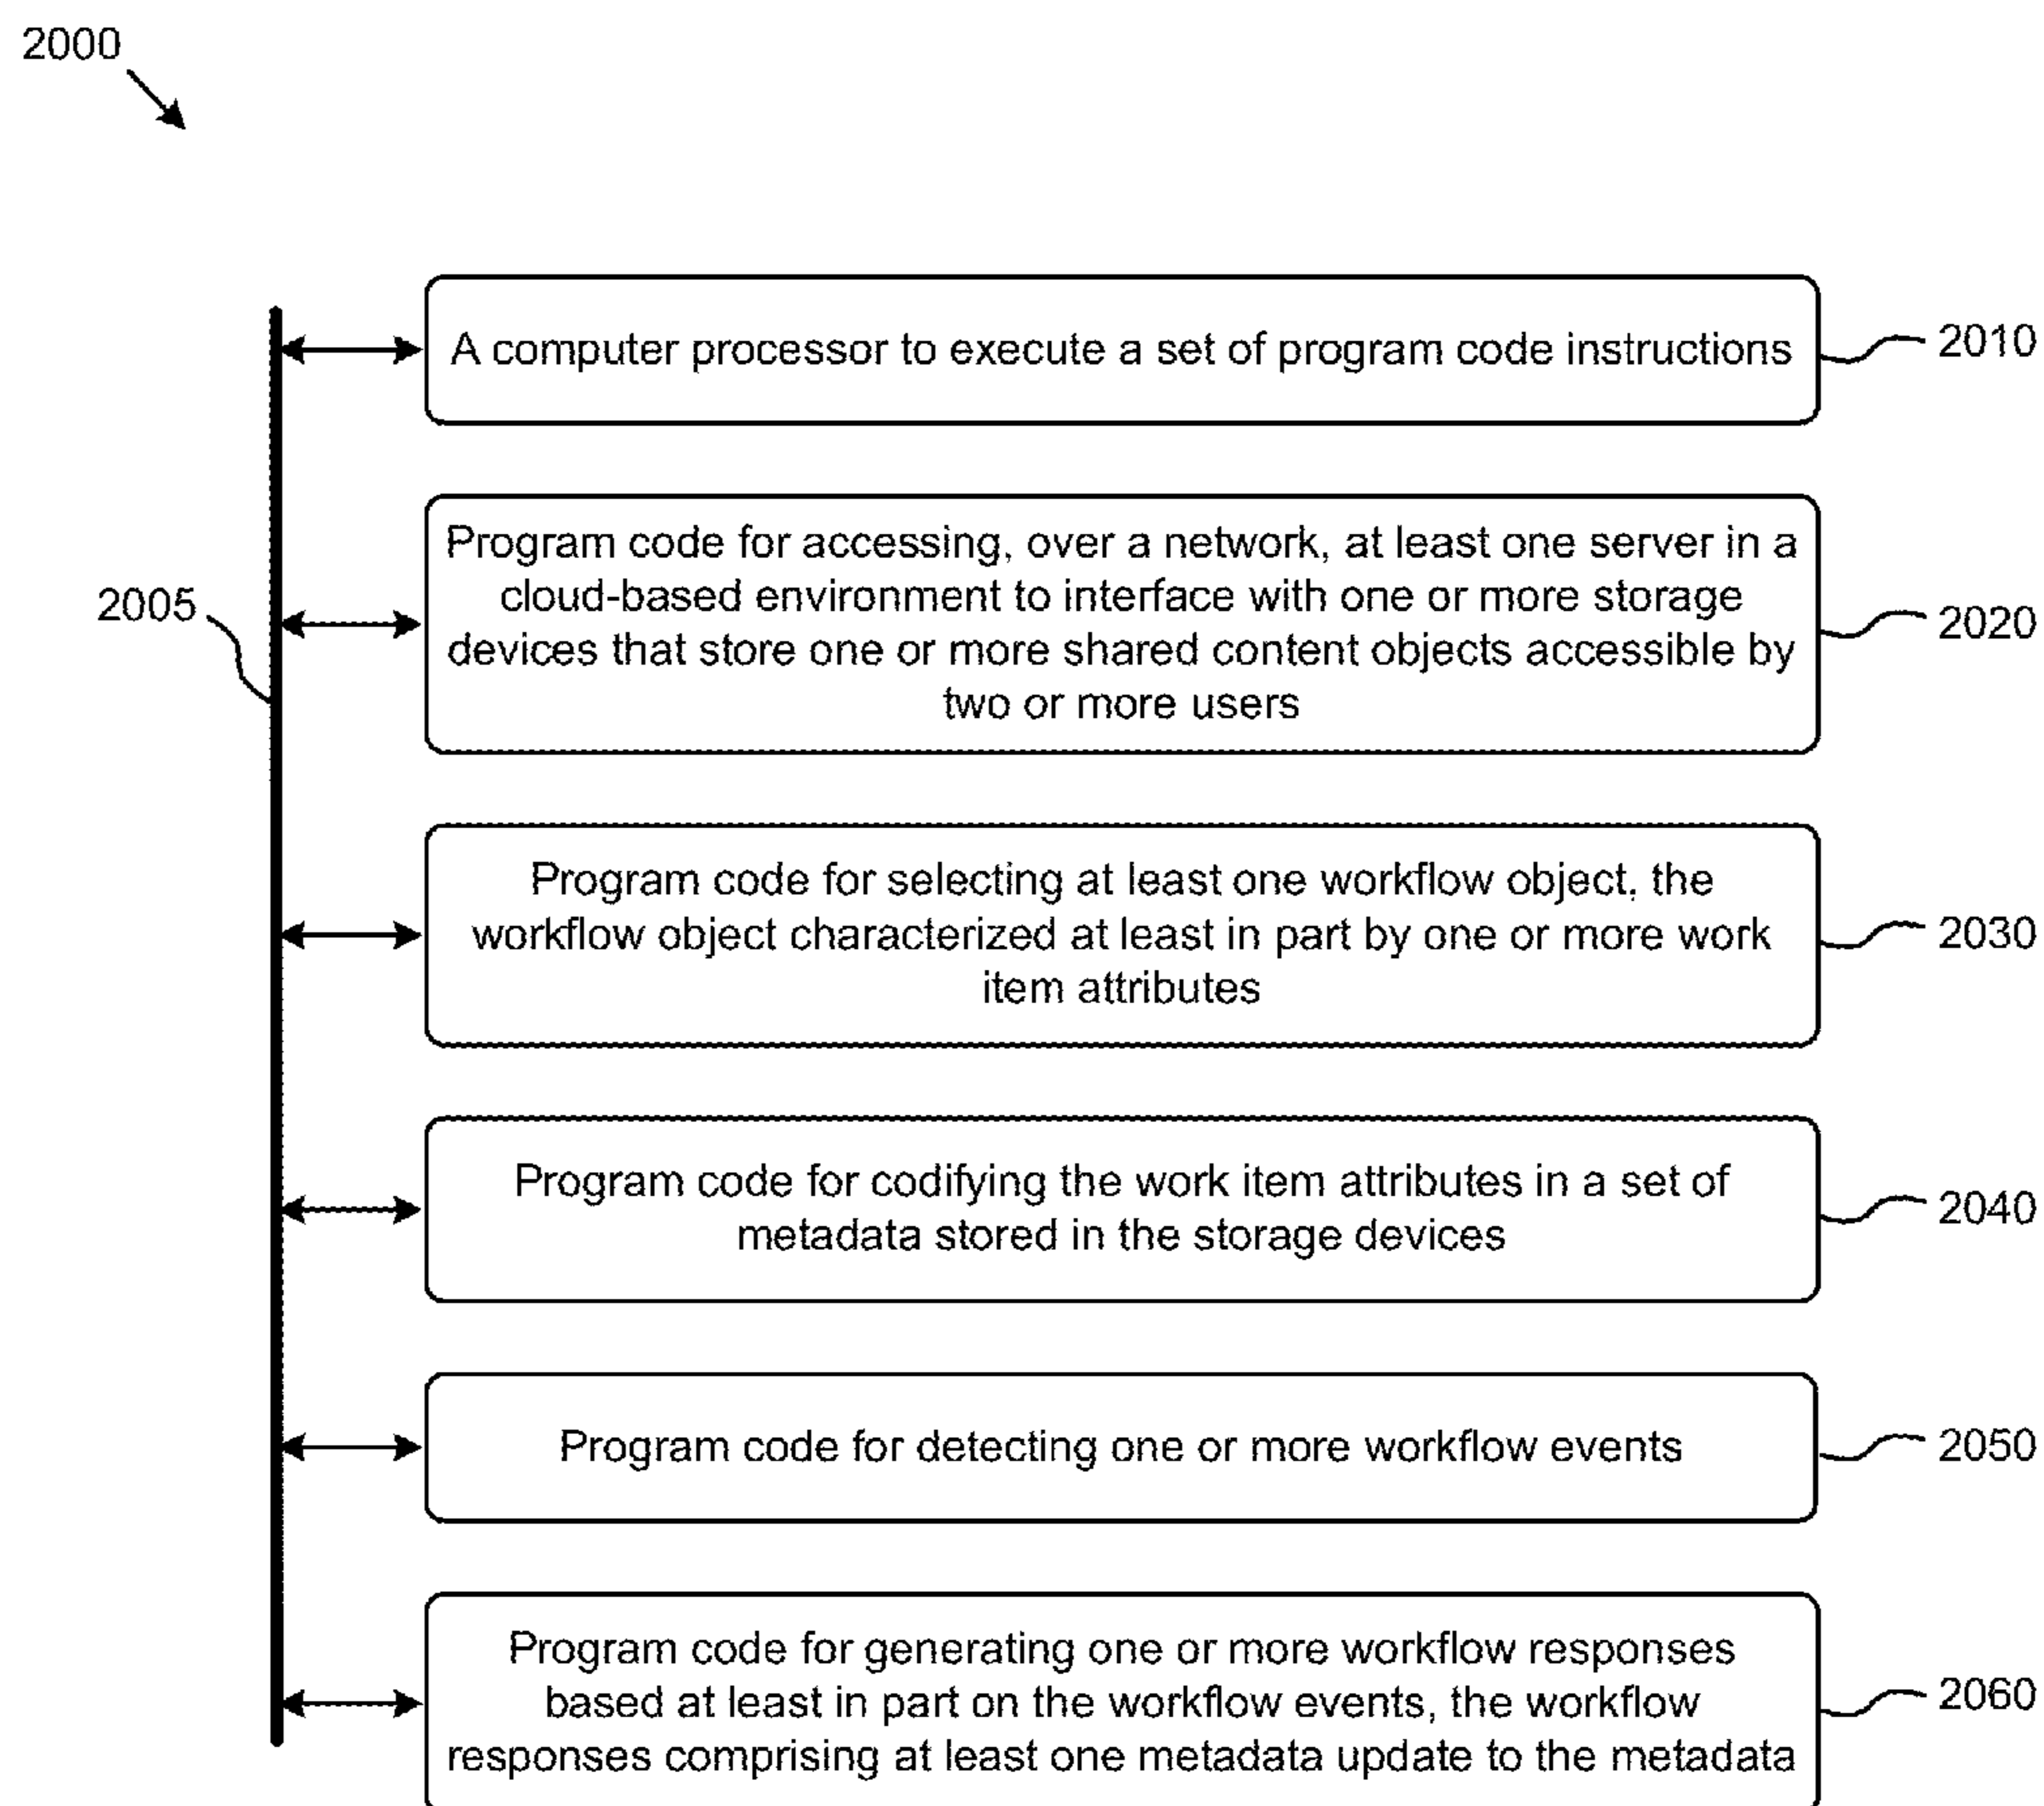 2000
A computer processor to execute a set of program code instructions
2010
Program code for accessing, over a network, at least one server in a
cloud-based environment to interface with one or more storage
devices that store one or more shared content objects accessible by
two or more users
2005
2020
Program code for selecting at least one workflow object, the
workflow object characterized at least in part by one or more work
item attributes
2030
Program code for codifying the work item attributes in a set of
metadata stored in the storage devices
2040
Program code for detecting one or more workflow events
2050
Program code for generating one or more workflow responses
based at least in part on the workflow events, the workflow
responses comprising at least one metadata update to the metadata
2060